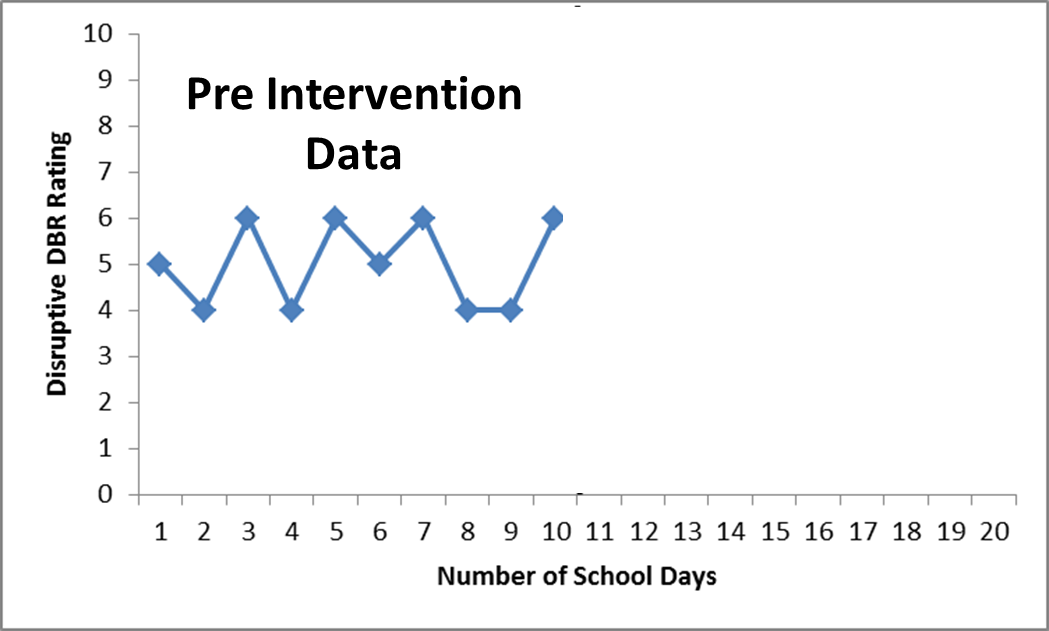 Pre Intervention
Data
Disruptive DBR Rating
10
9
8
7
6
5
4
3
2
1
0
1 2 3 4 5 6 7 8 9 10 11 12 13 14 15 16 17 18 19 20
Number of School Days